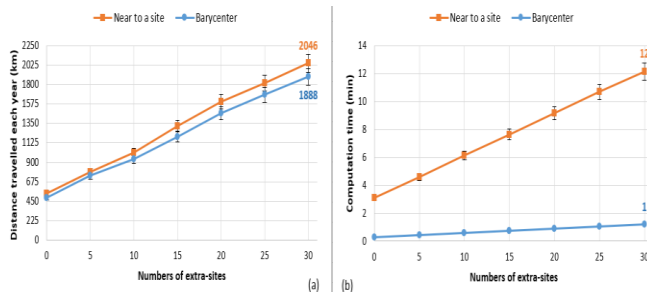 Near to a site Barycenter
Distance travelled each year (km)
2250
2025
1800
1575
1350
1125
900
675
450
225
0
2046
1888
0 5 10 15 20 25 30
Numbers of extra-sites
(a)
Near to a site Barycenter
Computation time (min)
14
12
10
8
6
4
2
0
12
1
0 5 10 15 20 25 30
Numbers of extra-sites
(b)